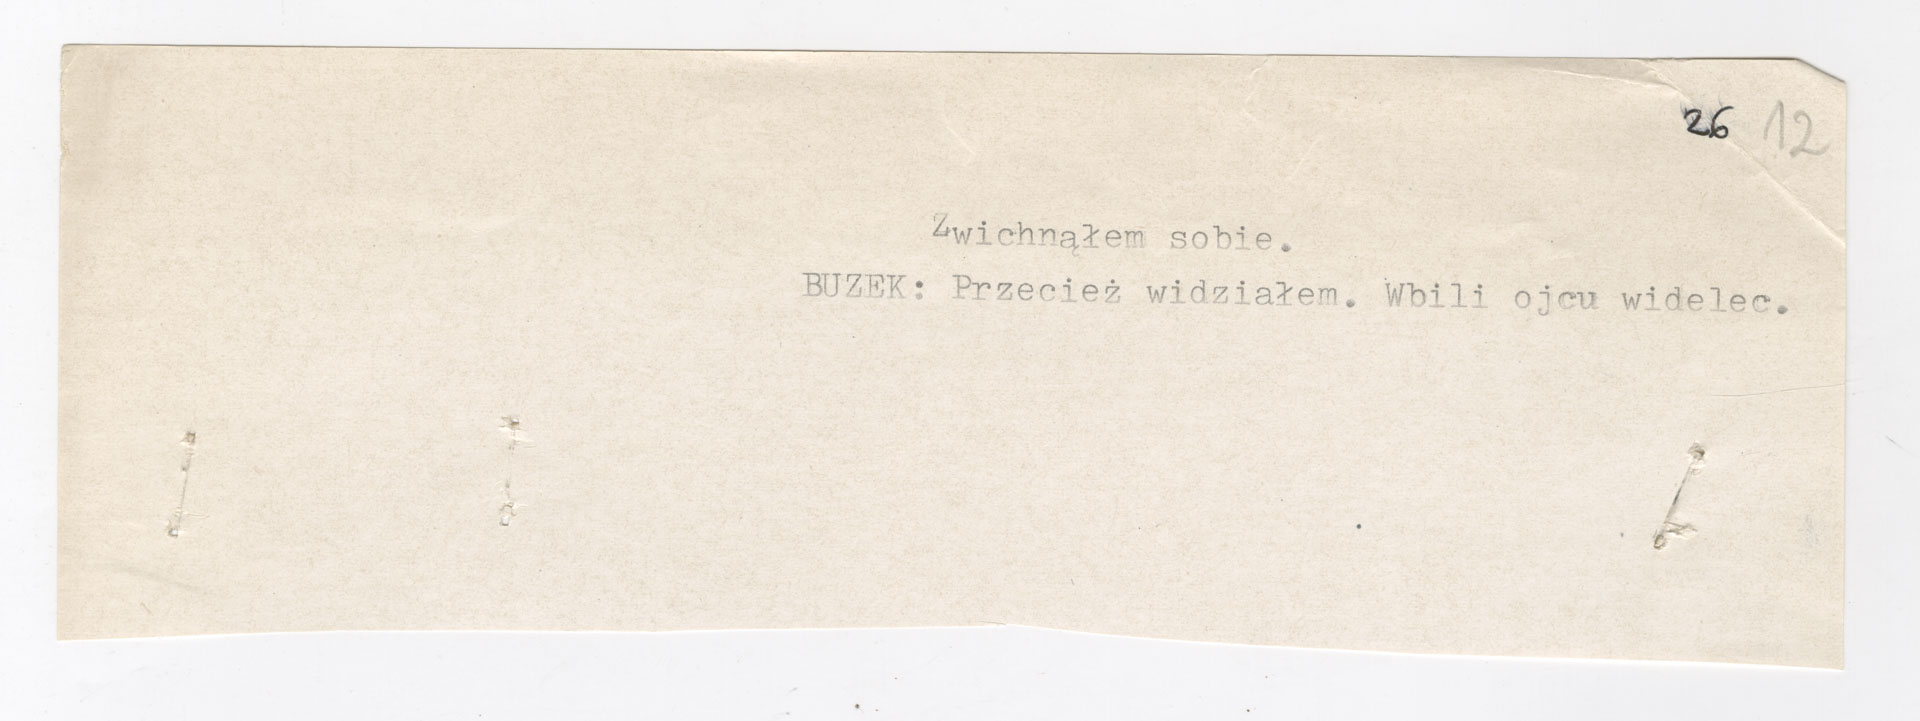 26 12
Zwichnąłem sobie.
BUZEK: Przecież widziałem. Wbili ojcu widelec.